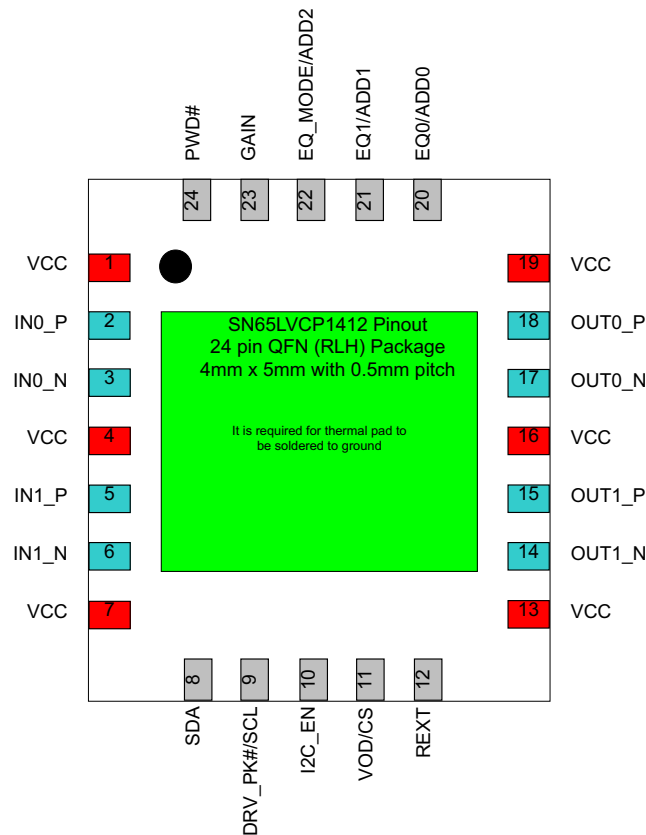 PWD#
GAIN
EQ_MODE/ADD2
EQ1/ADD1
EQ0/ADD0
24
23
22
21
20
VCC
1
19
VCC
IN0_P
2
18
OUT0_P
IN0_N
3
17
OUT0_N
VCC
4
16
VCC
IN1_P
5
15
OUT1_P
IN1_N
6
14
OUT1_N
VCC
7
13
VCC
SN65LVCP1412 Pinout
24 pin QFN (RLH) Package
4mm x 5mm with 0.5mm pitch
It is required for thermal pad to
be soldered to ground
8
9
10
11
12
SDA
DRV_PK#/SCL
I2C_EN
VOD/CS
REXT